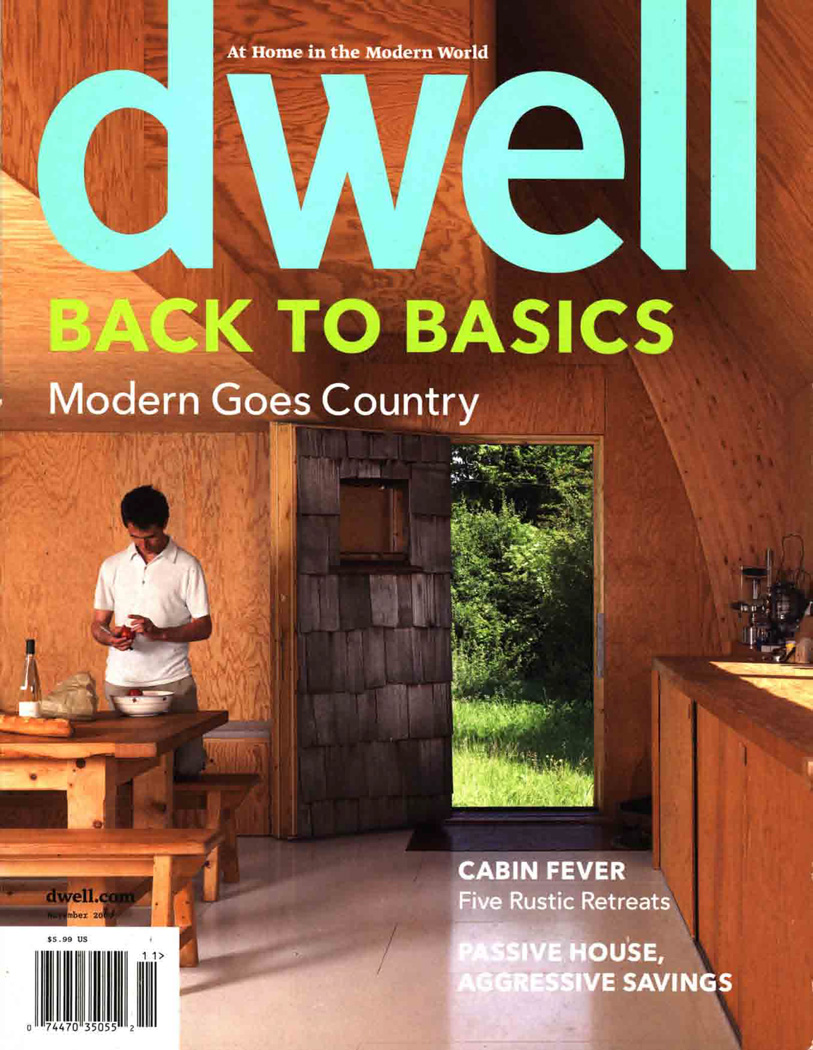 At Home in the Modern World
dwell
BACK TO BASICS
Modern Goes Country
CABIN FEVER
Five Rustic Retreats
PASSIVE HOUSE,
AGGRESSIVE SAVINGS
dwell.com
November
$5.99 US
11>
0 74470 35055 2